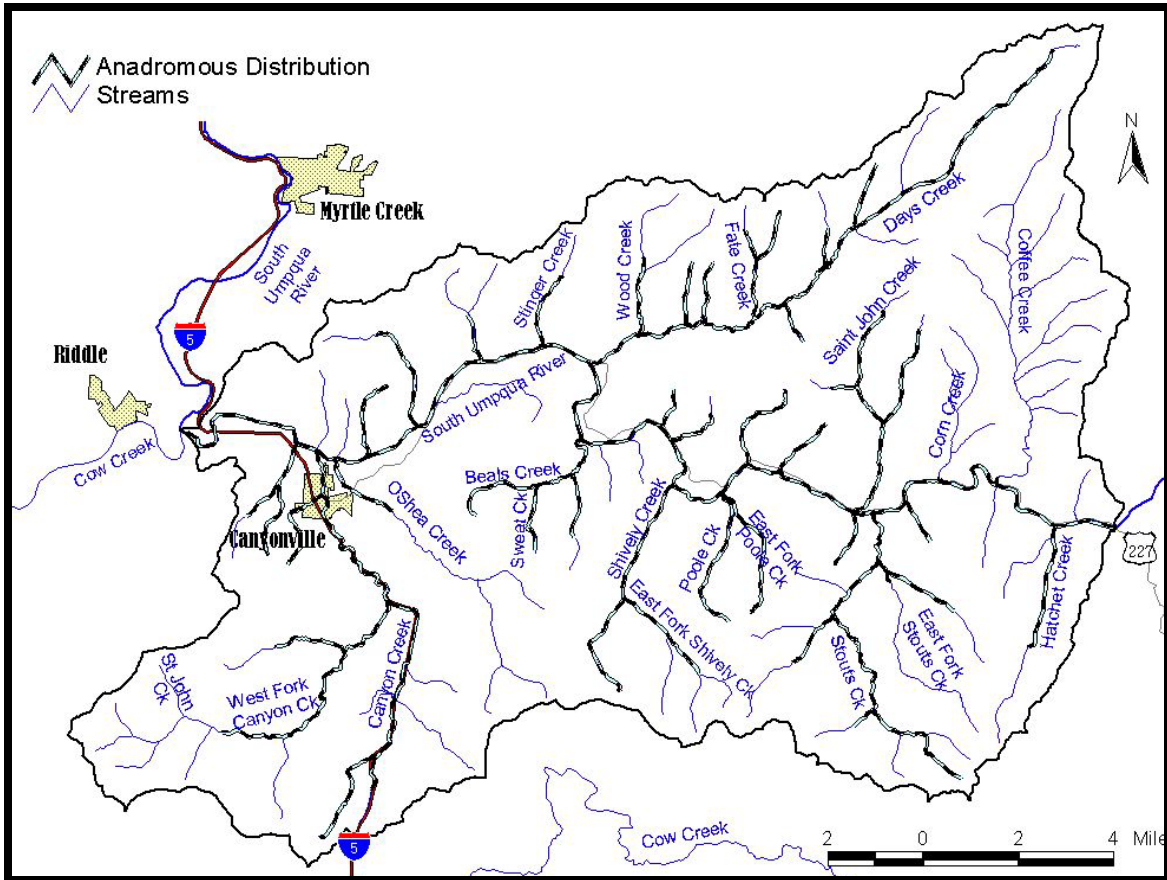 Anadromous Distribution
Streams
N
Myrtle Creek
South
Umpqua
River
5
Riddle
Cow Creek
Canyonville
Days Creek
Coffee Creek
Fate Creek
Wood Creek
Stinger Creek
Saint John Creek
South Umpqua River
Corn Creek
Beals Creek
OShea Creek
Sweat Ck
Shively Creek
Poole Ck
East Fork
Poole Ck
227
Hatchet Creek
East Fork Shively Ck
East Fork
Stouts Ck
Stouts Ck
Canyon Creek
St. John
Ck
West Fork
Canyon Ck
5
Cow Creek
2 0 2 4 Mile